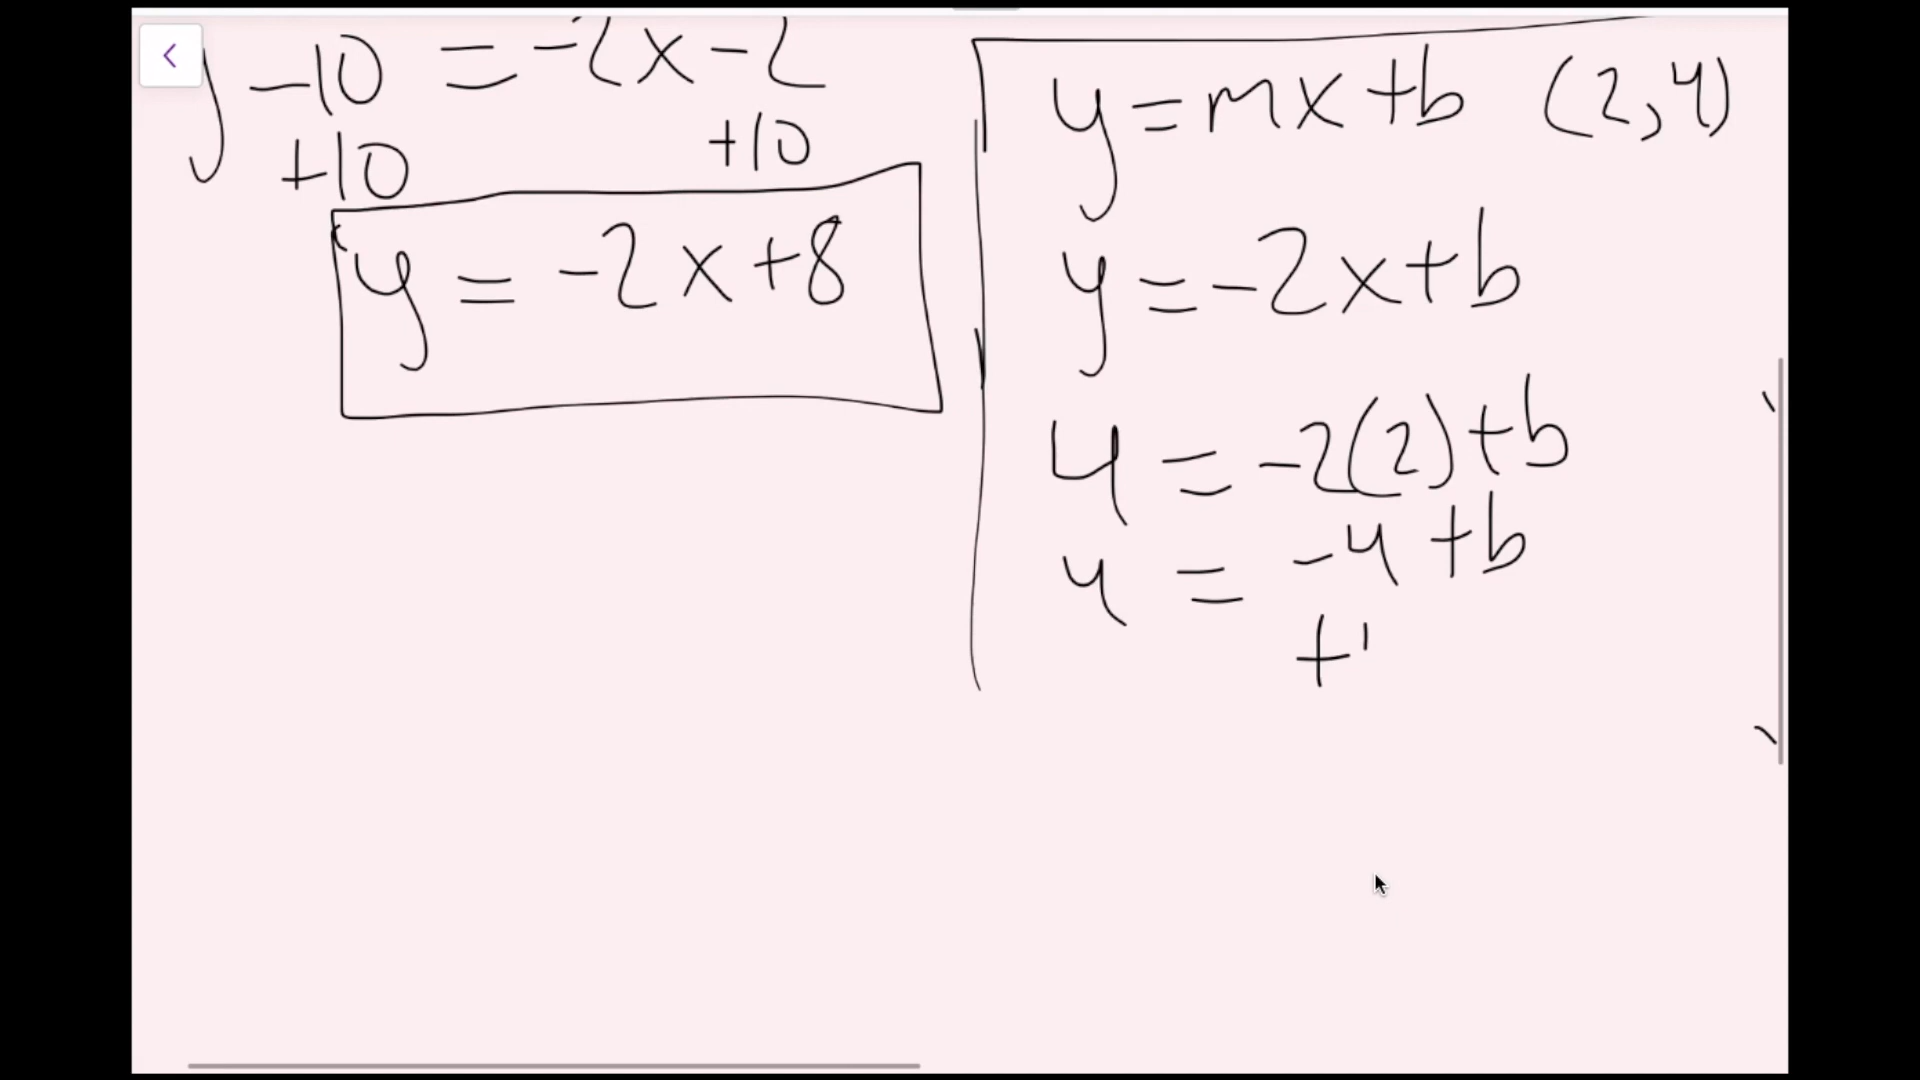 y -10 = -2x - 2
+10 +10
y = -2x+8
y=mx+b (2,4)
y=-2x+b
4 = -2(2)+b
4 = -4 +b
+